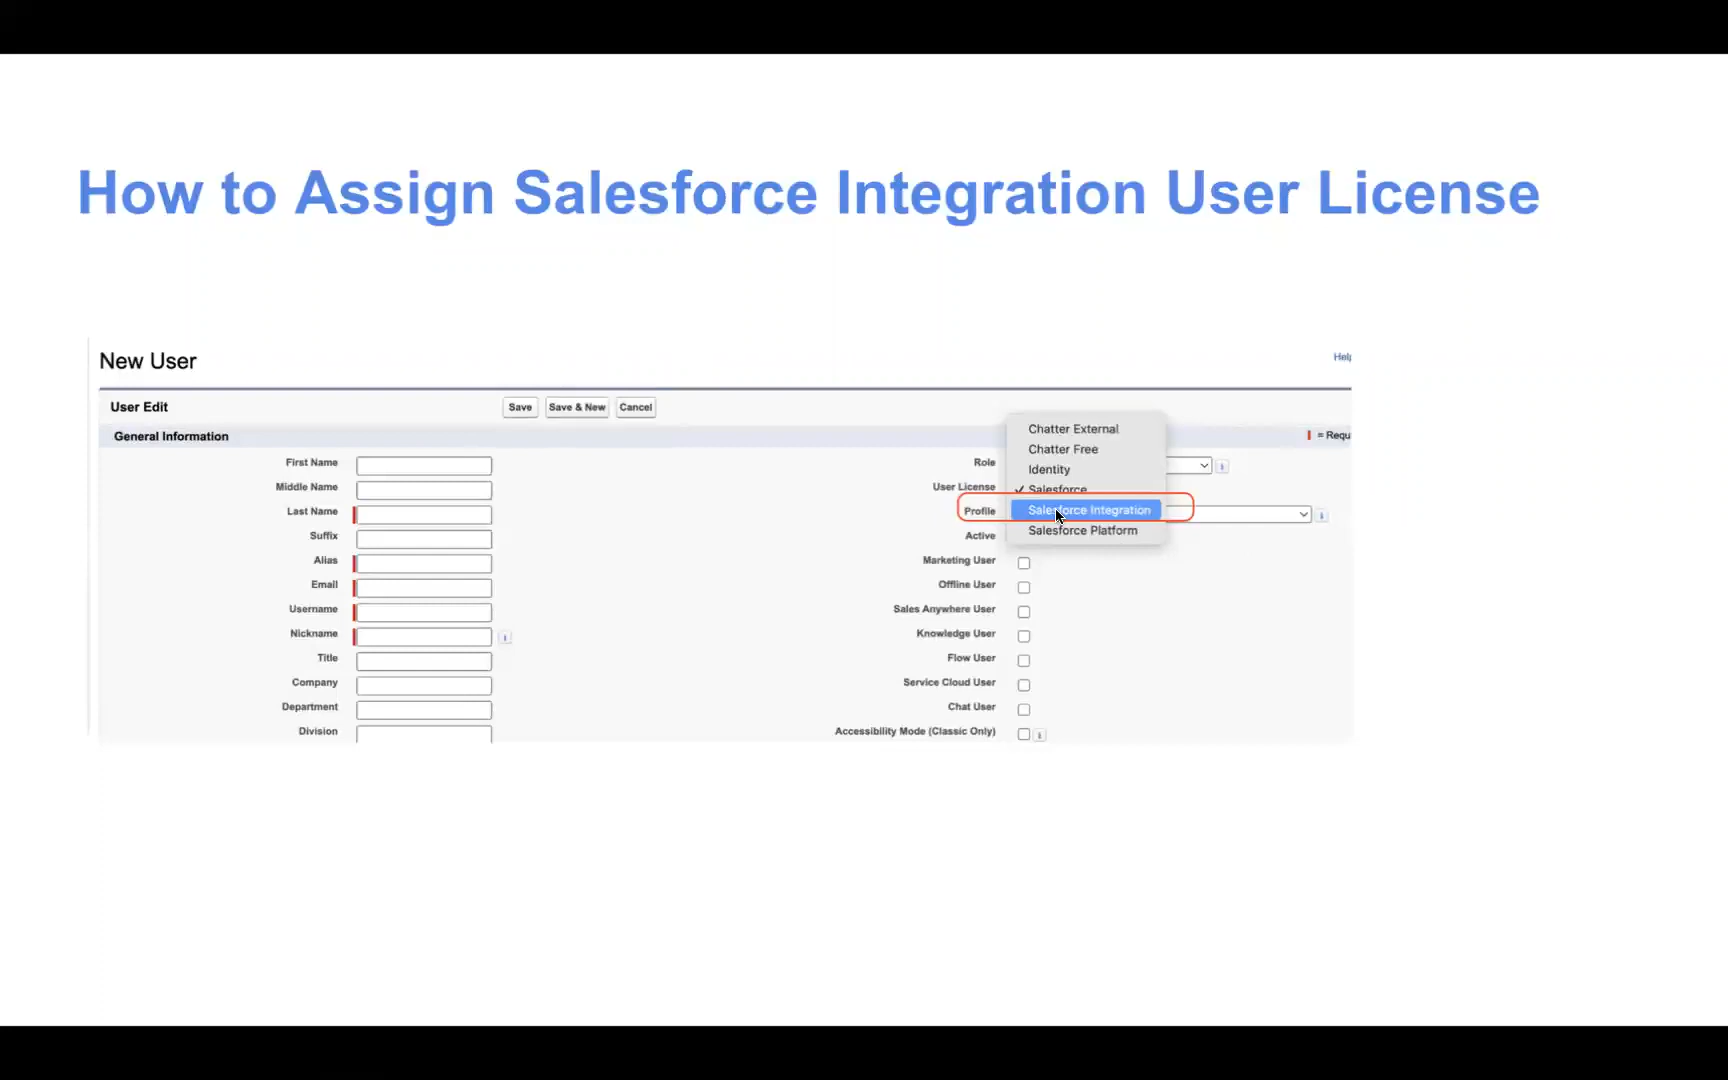 How to Assign Salesforce Integration User License
New User
Help
User Edit
Save
Save & New
Cancel
General Information
= Requ
First Name
Middle Name
Last Name
Suffix
Alias
Email
Username
Nickname
i
Title
Company
Department
Division
Role
i
User License
Profile
i
Active
Marketing User
Offline User
Sales Anywhere User
Knowledge User
Flow User
Service Cloud User
Chat User
Accessibility Mode (Classic Only)
i
Chatter External
Chatter Free
Identity
✓ Salesforce
Salesforce Integration
Salesforce Platform